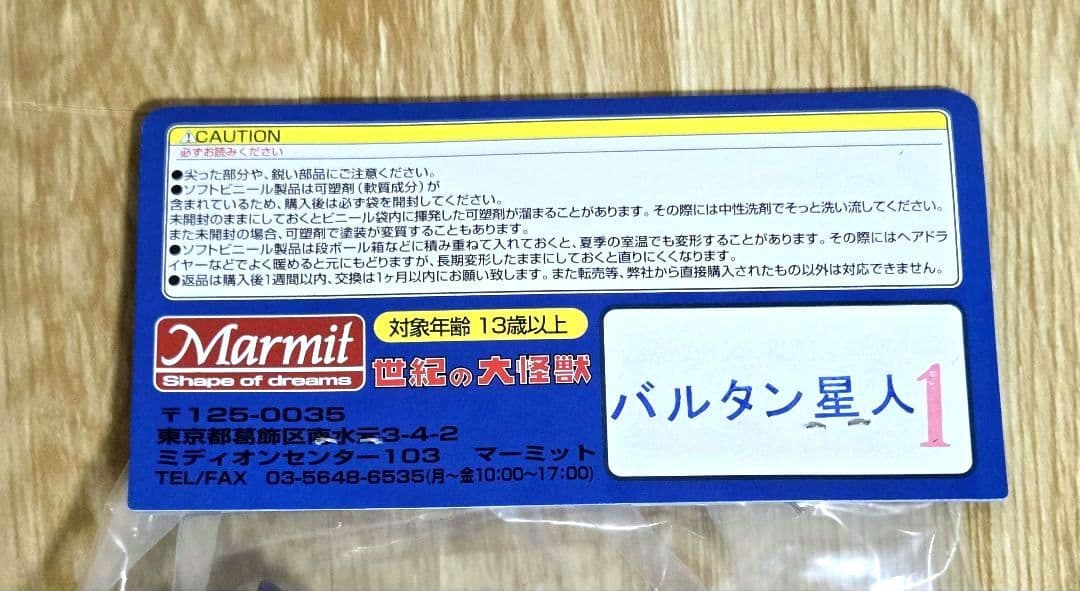 ⚠CAUTION
必ずお読みください
●尖った部分や、鋭い部品にご注意ください。
●ソフトビニール製品は可塑剤（軟質成分）が
含まれているため、購入後は必ず袋を開封してください。
未開封のままにしておくとビニール袋内に揮発した可塑剤が溜まることがあります。その際には中性洗剤でそっと洗い流してください。
また未開封の場合、可塑剤で塗装が変質することもあります。
●ソフトビニール製品は段ボール箱などに積み重ねて入れておくと、夏季の室温でも変形することがあります。その際にはヘアドラ
イヤーなどでよく暖めると元にもどりますが、長期変形したままにしておくと直りにくくなります。
●返品は購入後1週間以内、交換は1ヶ月以内にお願い致します。また転売等、弊社から直接購入されたもの以外は対応できません。
Marmit
Shape of dreams
対象年齢 13歳以上
世紀の大怪獣
〒125-0035
東京都葛飾区南水元3-4-2
ミディオンセンター103 マーミット
TEL/FAX 03-5648-6535(月〜金10:00〜17:00)
バルタン星人1